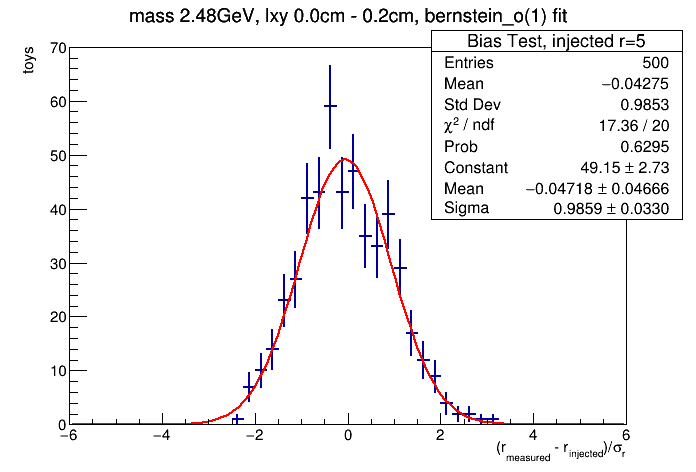 mass 2.48GeV, lxy 0.0cm - 0.2cm, bernstein_o(1) fit
toys
Bias Test, injected r=5
Entries 500
Mean −0.04275
Std Dev 0.9853
χ² / ndf 17.36 / 20
Prob 0.6295
Constant 49.15 ± 2.73
Mean −0.04718 ± 0.04666
Sigma 0.9859 ± 0.0330
70
60
50
40
30
20
10
0
−6 −4 −2 0 2 4 6
(r_measured - r_injected)/σ_r